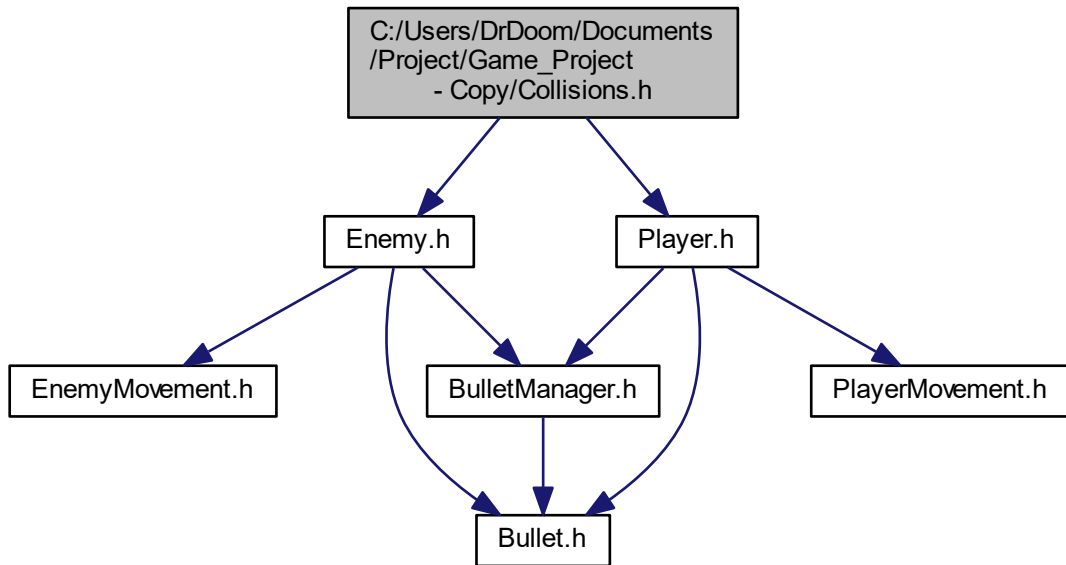 C:/Users/DrDoom/Documents
/Project/Game_Project
- Copy/Collisions.h
Enemy.h
Player.h
EnemyMovement.h
BulletManager.h
PlayerMovement.h
Bullet.h